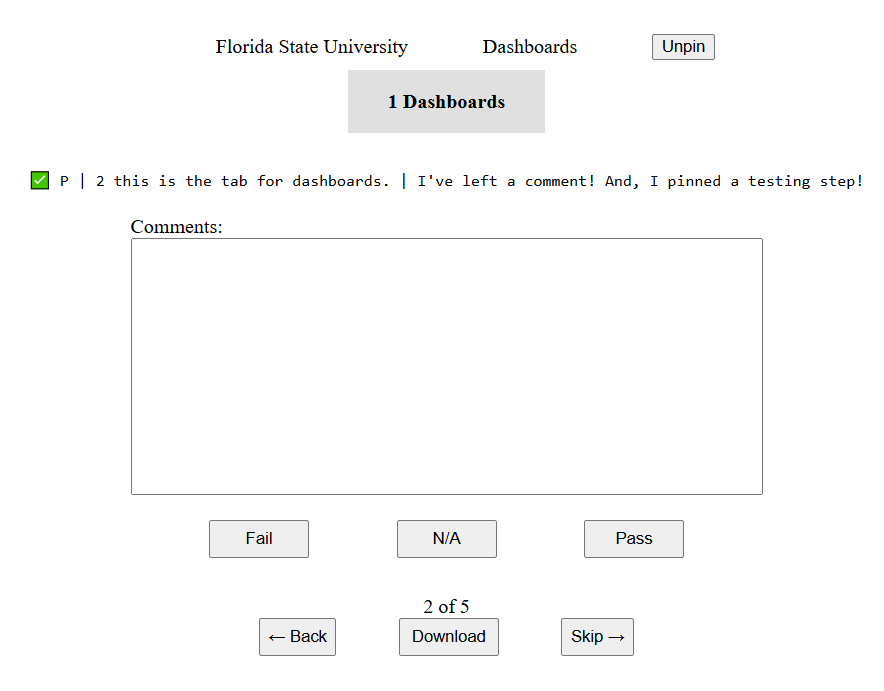 Florida State University Dashboards Unpin
1 Dashboards
✅ P | 2 this is the tab for dashboards. | I've left a comment! And, I pinned a testing step!
Comments:
Fail N/A Pass
2 of 5
← Back Download Skip →